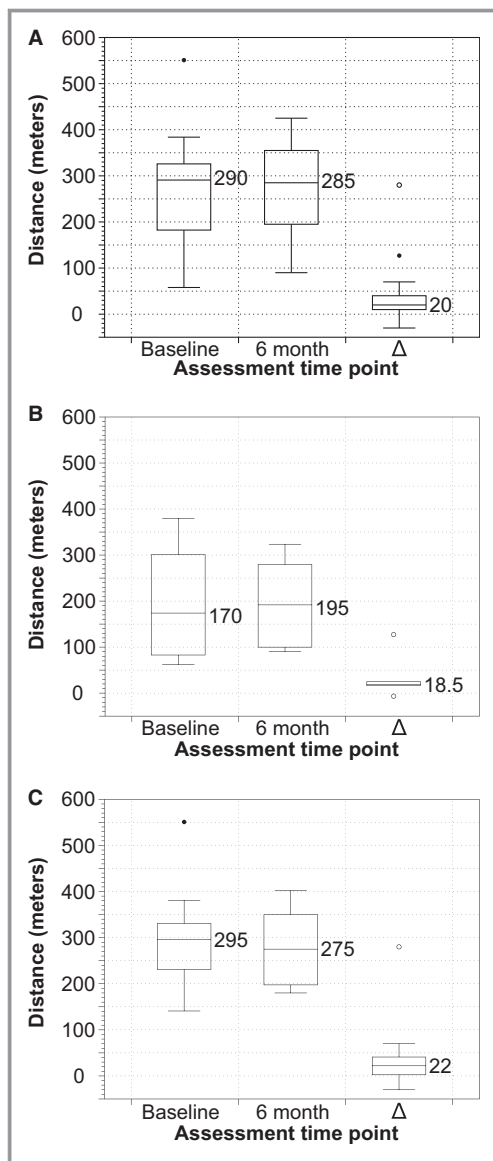 A
600
500
400
300
200
100
0
Distance (meters)
290
285
20
Baseline 6 month Δ
Assessment time point
B
600
500
400
300
200
100
0
Distance (meters)
170
195
18.5
Baseline 6 month Δ
Assessment time point
C
600
500
400
300
200
100
0
Distance (meters)
295
275
22
Baseline 6 month Δ
Assessment time point